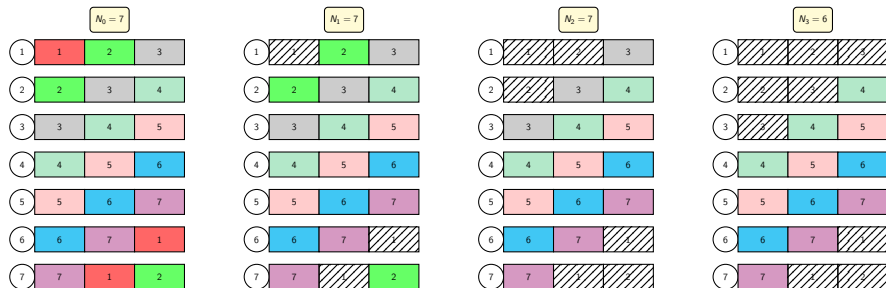 N₀ = 7 N₁ = 7 N₂ = 7 N₃ = 6
1 1 2 3 1 1 2 3 1 1 2 3 1 1 2 3
2 2 3 4 2 2 3 4 2 2 3 4 2 2 3 4
3 3 4 5 3 3 4 5 3 3 4 5 3 3 4 5
4 4 5 6 4 4 5 6 4 4 5 6 4 4 5 6
5 5 6 7 5 5 6 7 5 5 6 7 5 5 6 7
6 6 7 1 6 6 7 1 6 6 7 1 6 6 7 1
7 7 1 2 7 7 1 2 7 7 1 2 7 7 1 2